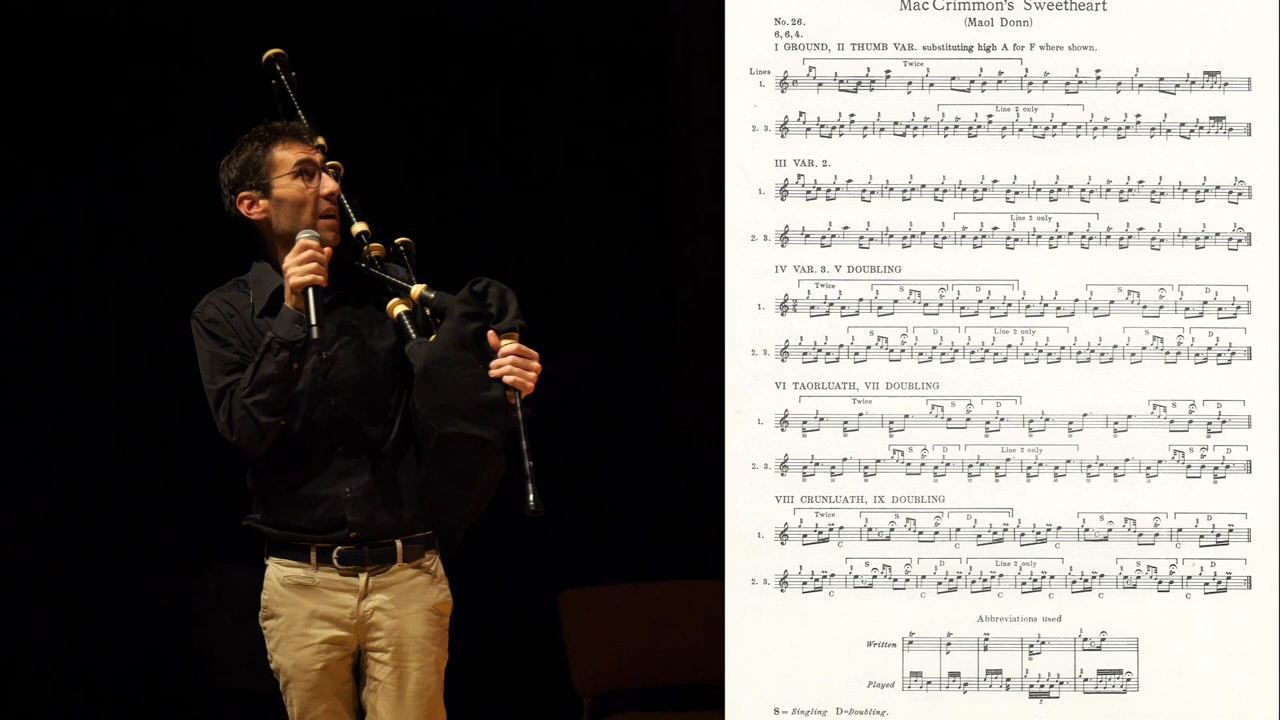 Mac Crimmon's Sweetheart
(Maol Donn)
No. 26.
6, 6, 4.
I GROUND, II THUMB VAR. substituting high A for F where shown.
Twice
Lines
1.
Line 2 only
2. 3.
III VAR. 2.
1.
Line 2 only
2. 3.
IV VAR. 3. V DOUBLING
Twice S D S D
1.
S D Line 2 only S D
2. 3.
VI TAORLUATH, VII DOUBLING
Twice S D S D
1.
S D Line 2 only S D
2. 3.
VIII CRUNLUATH, IX DOUBLING
Twice S D S D
1.
C C C C
S D Line 2 only S D
2. 3.
C C C C C C
Abbreviations used
Written
Played
3
S = Singling D=Doubling.